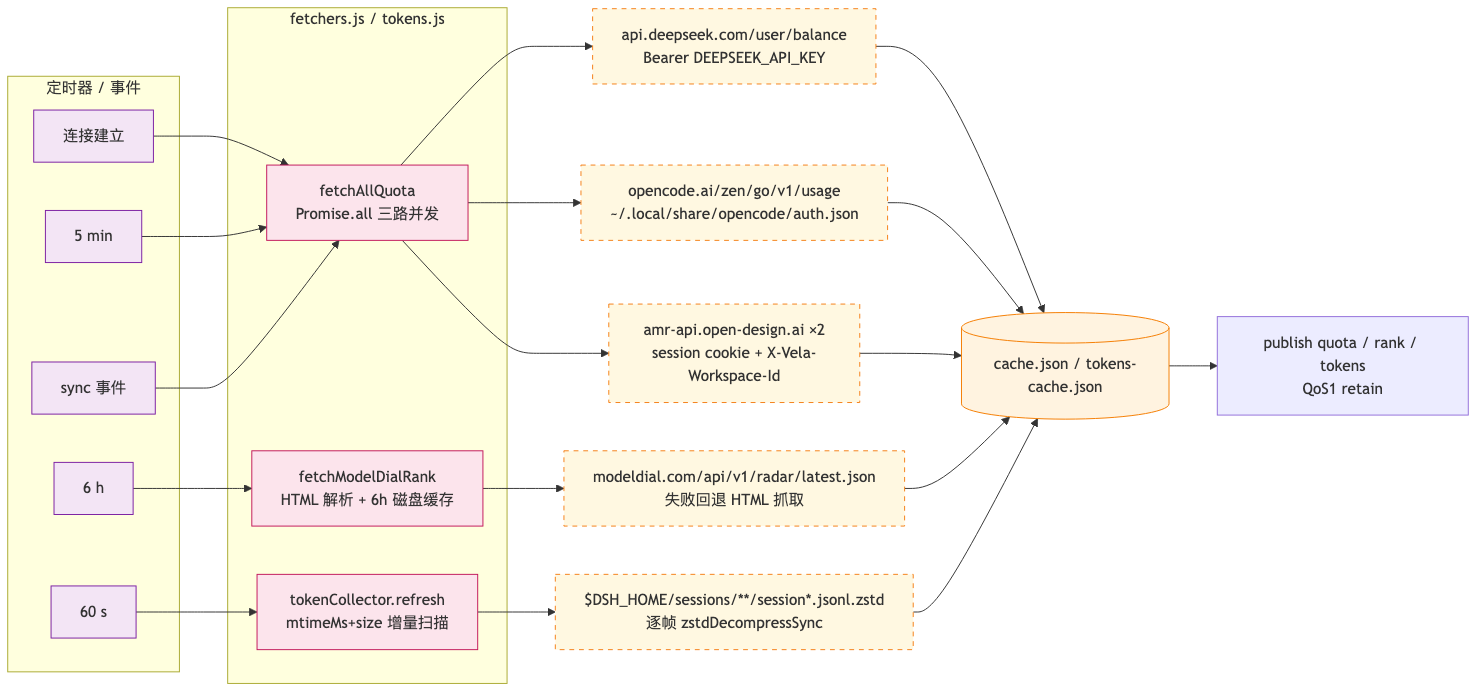 定时器 / 事件
连接建立
5 min
sync 事件
6 h
60 s
fetchers.js / tokens.js
fetchAllQuota
Promise.all 三路并发
fetchModelDialRank
HTML 解析 + 6h 磁盘缓存
tokenCollector.refresh
mtimeMs+size 增量扫描
api.deepseek.com/user/balance
Bearer DEEPSEEK_API_KEY
opencode.ai/zen/go/v1/usage
~/.local/share/opencode/auth.json
amr-api.open-design.ai ×2
session cookie + X-Vela-
Workspace-Id
modeldial.com/api/v1/radar/latest.json
失败回退 HTML 抓取
$DSH_HOME/sessions/**/session*.jsonl.zstd
逐帧 zstdDecompressSync
cache.json / tokens-
cache.json
publish quota / rank /
tokens
QoS1 retain